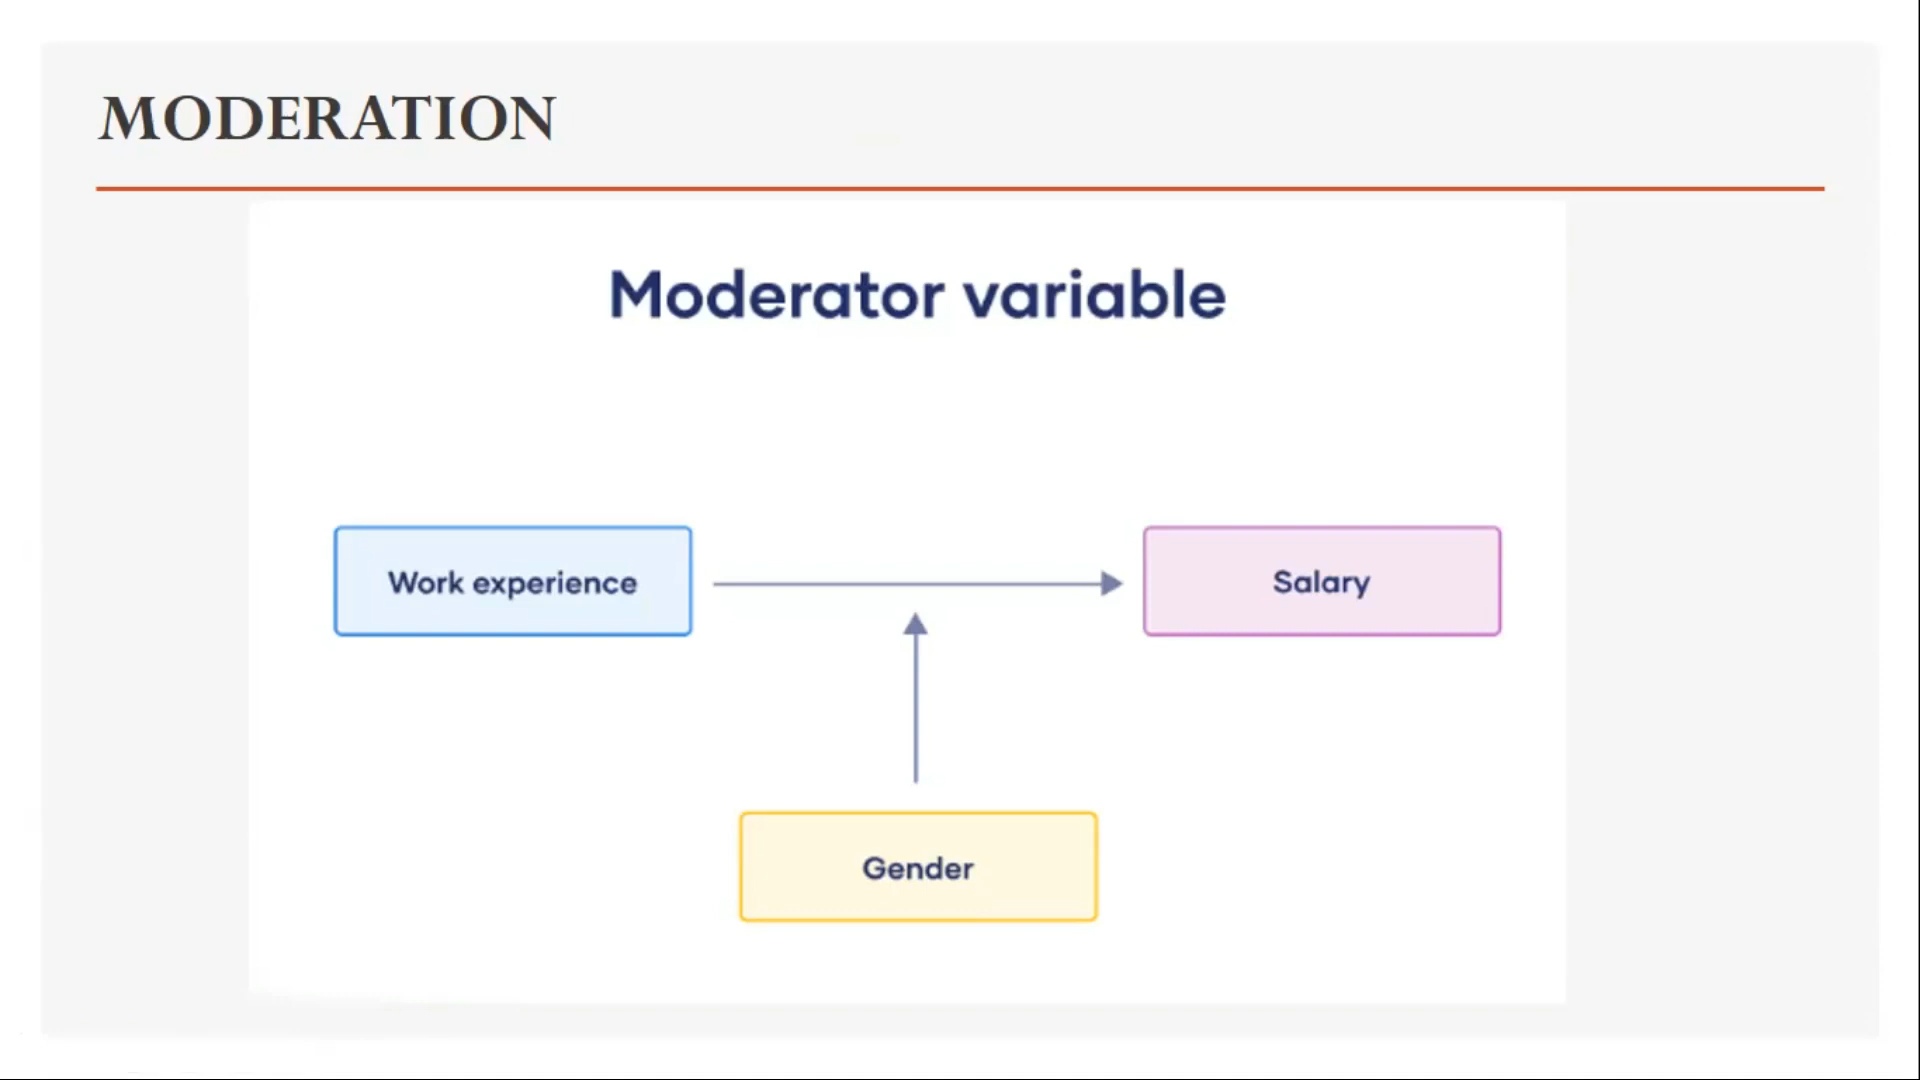 MODERATION
Moderator variable
Work experience
Salary
Gender